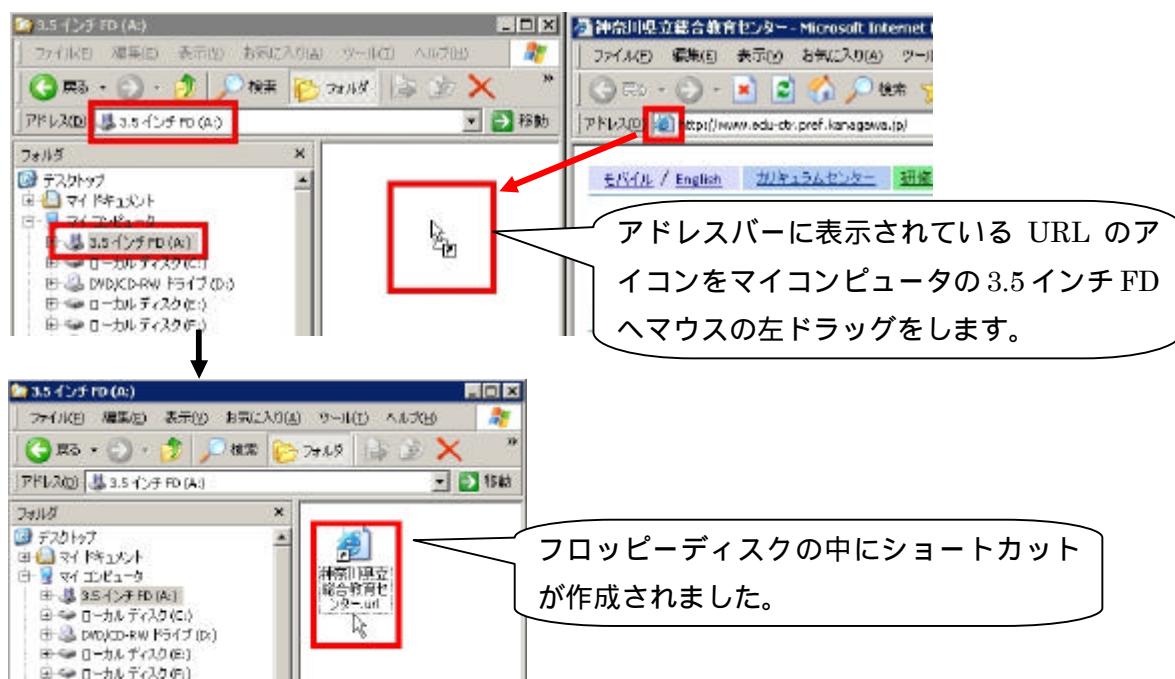 3.5 インチ FD (A:)
ファイル(F) 編集(E) 表示(V) お気に入り(A) ツール(T) ヘルプ(H)
戻る 検索 フォルダ »
アドレス(D) 3.5 インチ FD (A:) 移動
フォルダ ×
デスクトップ
マイ ドキュメント
マイ コンピュータ
3.5 インチ FD (A:)
ローカル ディスク (C:)
DVD/CD-RW ドライブ (D:)
ローカル ディスク (E:)
ローカル ディスク (F:)
神奈川県立総合教育センター - Microsoft Internet
ファイル(F) 編集(E) 表示(V) お気に入り(A) ツール
戻る 検索
アドレス(D) http://www.edu-ctr.pref.kanagawa.jp/
モバイル / English カリキュラムセンター 研修
アドレスバーに表示されている URL のア
イコンをマイコンピュータの 3.5 インチ FD
へマウスの左ドラッグをします。
3.5 インチ FD (A:)
ファイル(F) 編集(E) 表示(V) お気に入り(A) ツール(T) ヘルプ(H)
戻る 検索 フォルダ »
アドレス(D) 3.5 インチ FD (A:) 移動
フォルダ ×
デスクトップ
マイ ドキュメント
マイ コンピュータ
3.5 インチ FD (A:)
ローカル ディスク (C:)
DVD/CD-RW ドライブ (D:)
ローカル ディスク (E:)
ローカル ディスク (F:)
神奈川県立
総合教育セ
ンター.url
フロッピーディスクの中にショートカット
が作成されました。